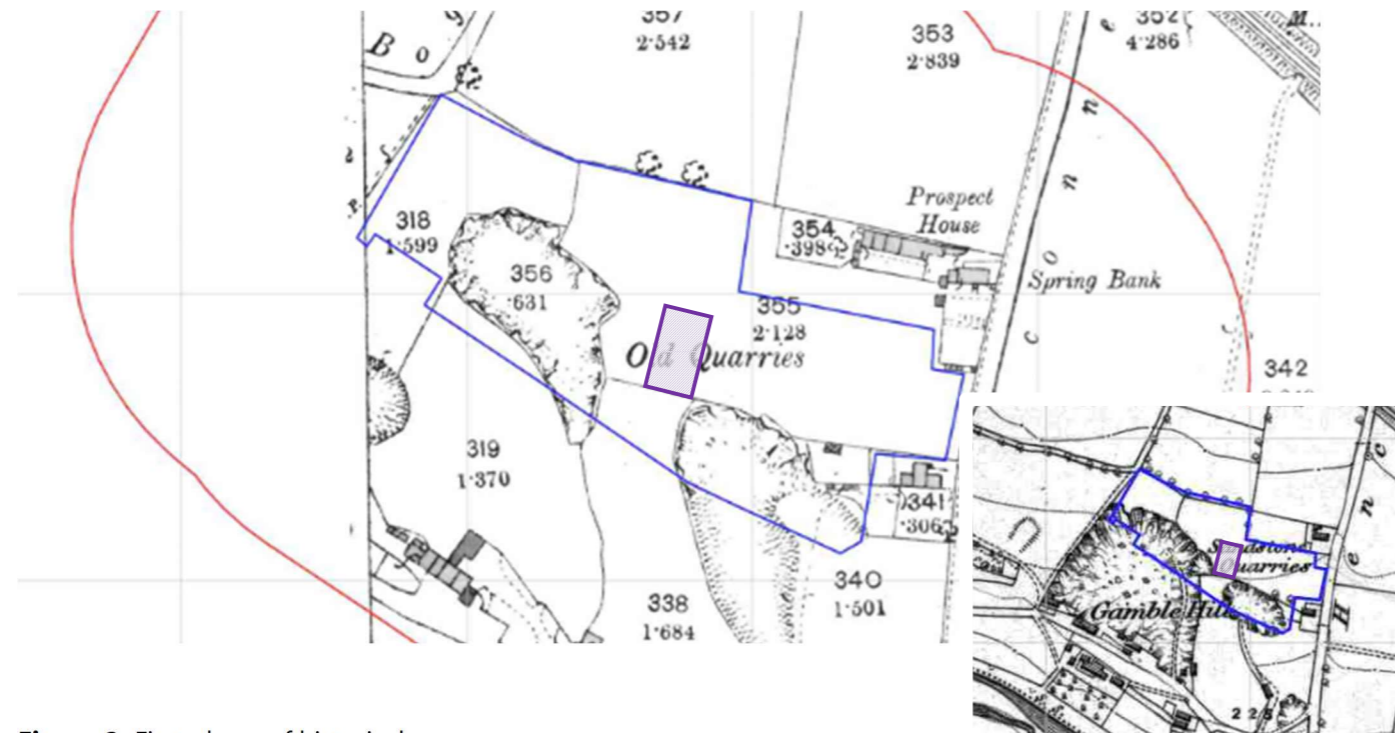 357
2·542
353
2·839
352
4·286
M..
B o
Prospect
House
318
1·599
354
·398
356
·631
Spring Bank
355
2·128
Old Quarries
342
319
1·370
341
·306
340
1·501
338
1·684
Sandstone
Quarries
Gamble Hill
H e n c
c o n n e